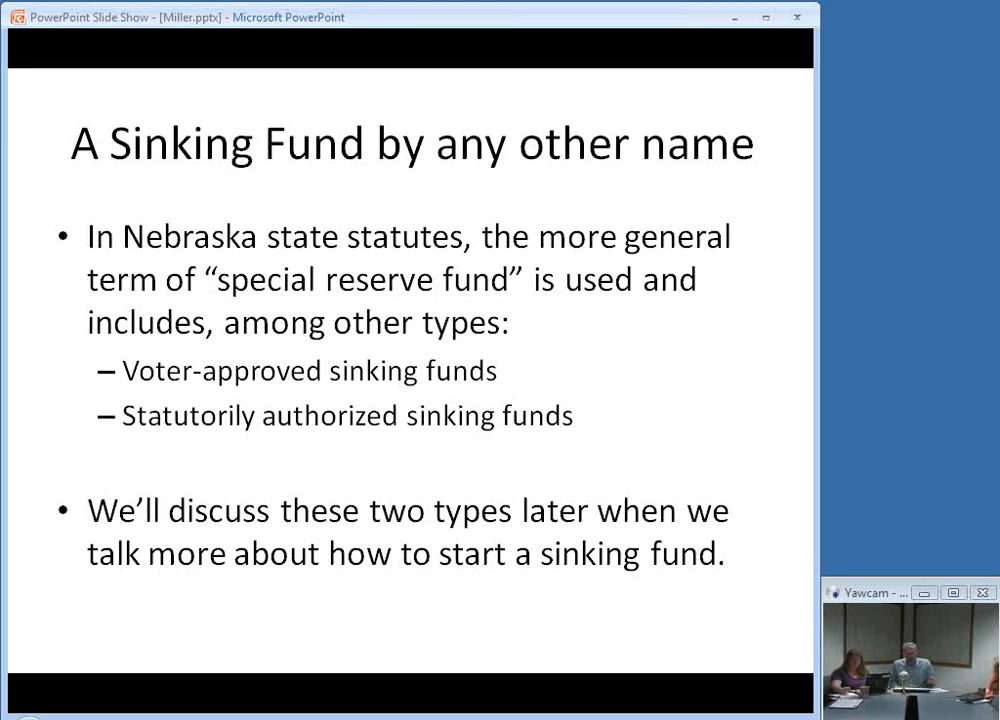 PowerPoint Slide Show - [Miller.pptx] - Microsoft PowerPoint
A Sinking Fund by any other name
• In Nebraska state statutes, the more general
term of “special reserve fund” is used and
includes, among other types:
– Voter-approved sinking funds
– Statutorily authorized sinking funds
• We’ll discuss these two types later when we
talk more about how to start a sinking fund.
Yawcam - ...